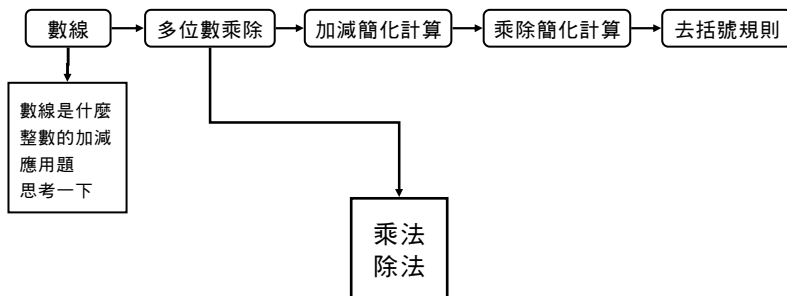 數線
多位數乘除
加減簡化計算
乘除簡化計算
去括號規則
數線是什麼
整數的加減
應用題
思考一下
乘法
除法